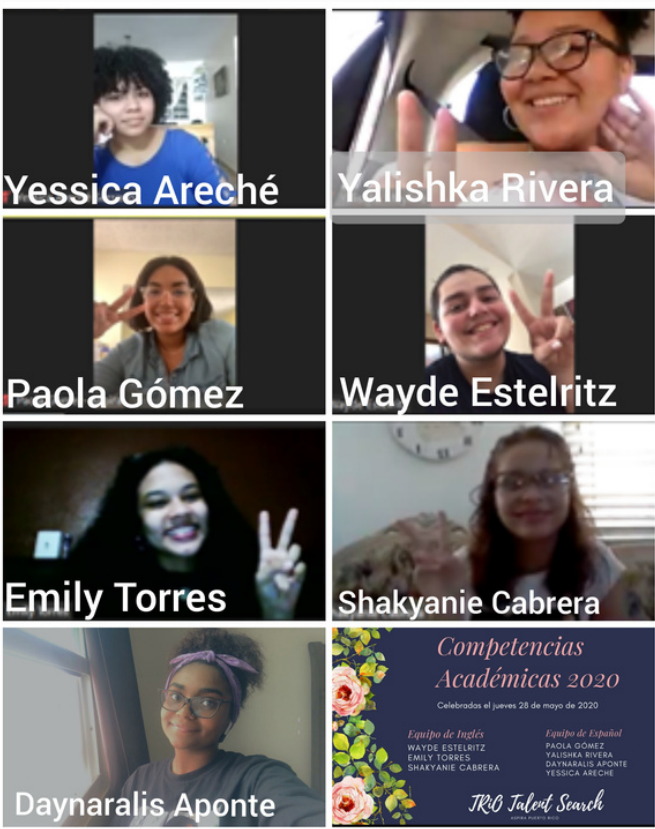 Yessica Areché
Yalishka Rivera
Paola Gómez
Wayde Estelritz
Emily Torres
Shakyanie Cabrera
Daynaralis Aponte
Competencias
Académicas 2020
Celebradas el jueves 28 de mayo de 2020
Equipo de Inglés
WAYDE ESTELRITZ
EMILY TORRES
SHAKYANIE CABRERA
Equipo de Español
PAOLA GÓMEZ
YALISHKA RIVERA
DAYNARALIS APONTE
YESSICA ARECHE
TRiO Talent Search